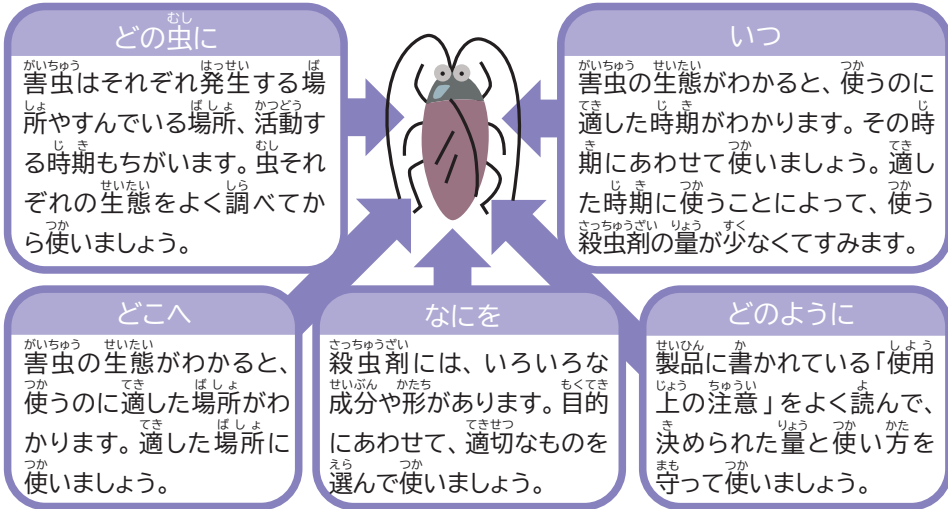 どの虫に
害虫はそれぞれ発生する場
所やすんでいる場所、活動す
る時期もちがいます。虫それ
ぞれの生態をよく調べてか
ら使いましょう。
いつ
害虫の生態がわかると、使うのに
適した時期がわかります。その時
期にあわせて使いましょう。適し
た時期に使うことによって、使う
殺虫剤の量が少なくてすみます。
どこへ
害虫の生態がわかると、
使うのに適した場所がわ
かります。適した場所に
使いましょう。
なにを
殺虫剤には、いろいろな
成分や形があります。目的
にあわせて、適切なものを
選んで使いましょう。
どのように
製品に書かれている「使用
上の注意」をよく読んで、
決められた量と使い方を
守って使いましょう。